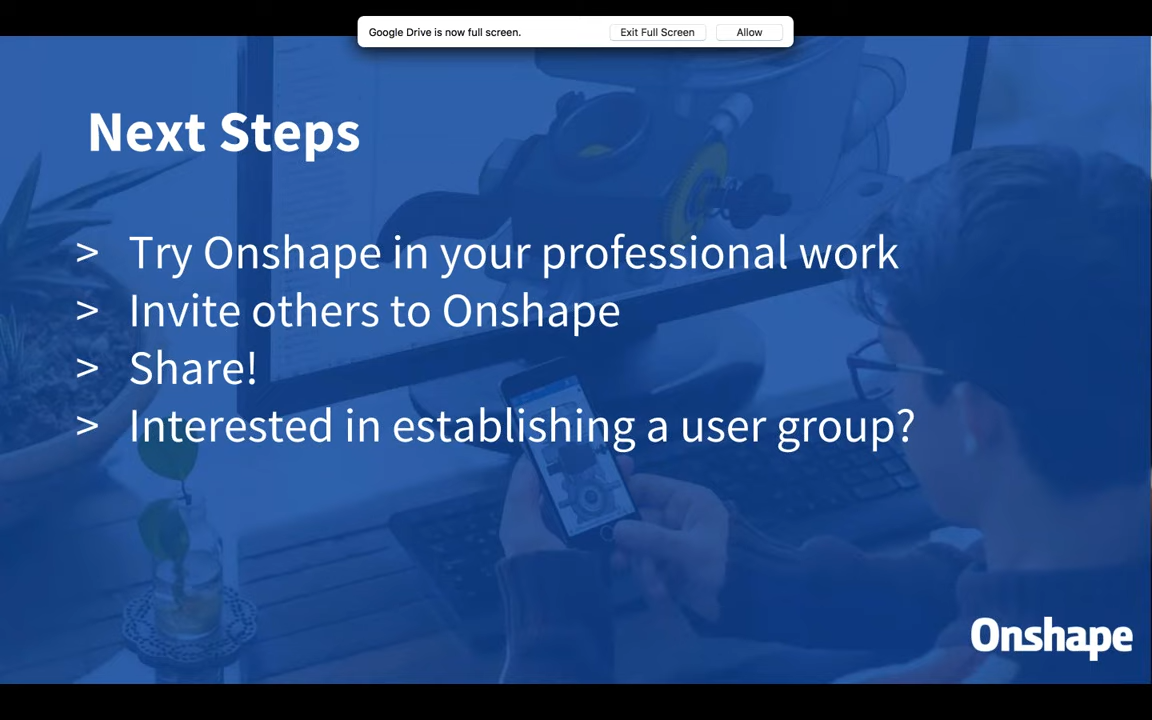 Google Drive is now full screen. Exit Full Screen Allow
Next Steps
> Try Onshape in your professional work
> Invite others to Onshape
> Share!
> Interested in establishing a user group?
Onshape